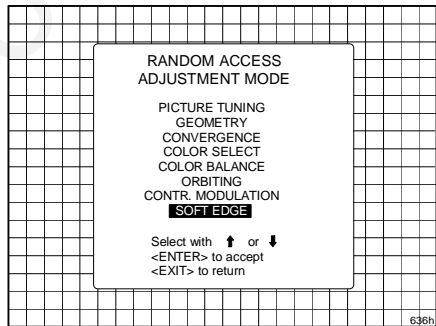 RANDOM ACCESS
ADJUSTMENT MODE
PICTURE TUNING
GEOMETRY
CONVERGENCE
COLOR SELECT
COLOR BALANCE
ORBITING
CONTR. MODULATION
SOFT EDGE
Select with ⬆ or ⬇
<ENTER> to accept
<EXIT> to return
636h